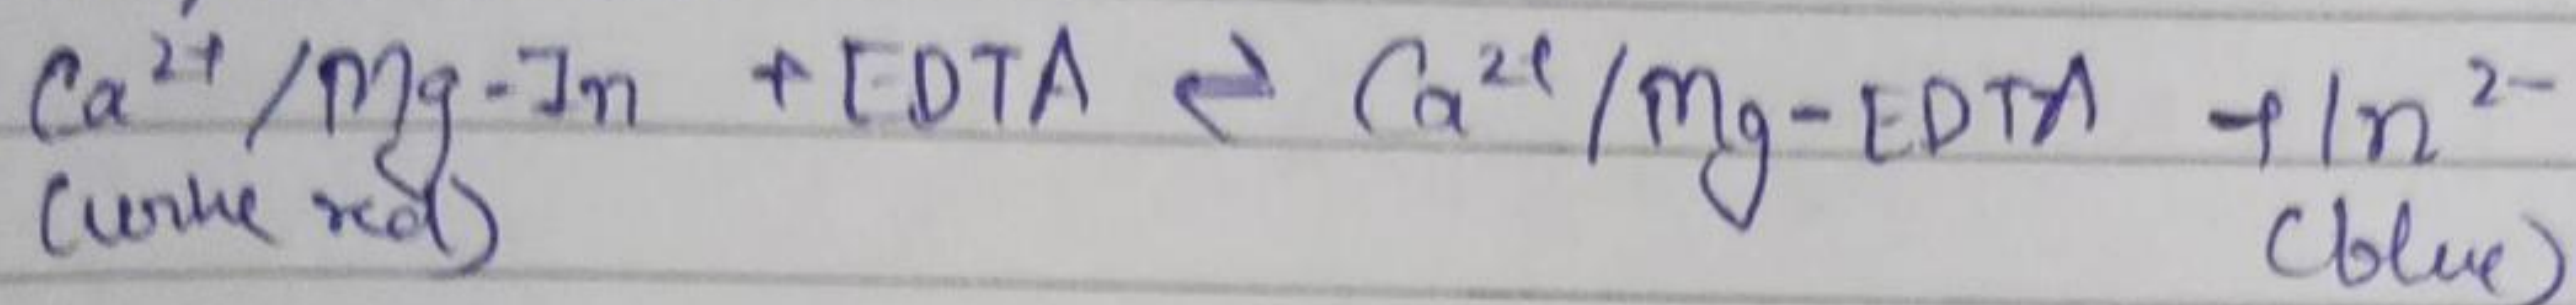 Ca²⁺/Mg-In + EDTA ⇌ Ca²⁺/Mg-EDTA + In²⁻
(wine red) (blue)